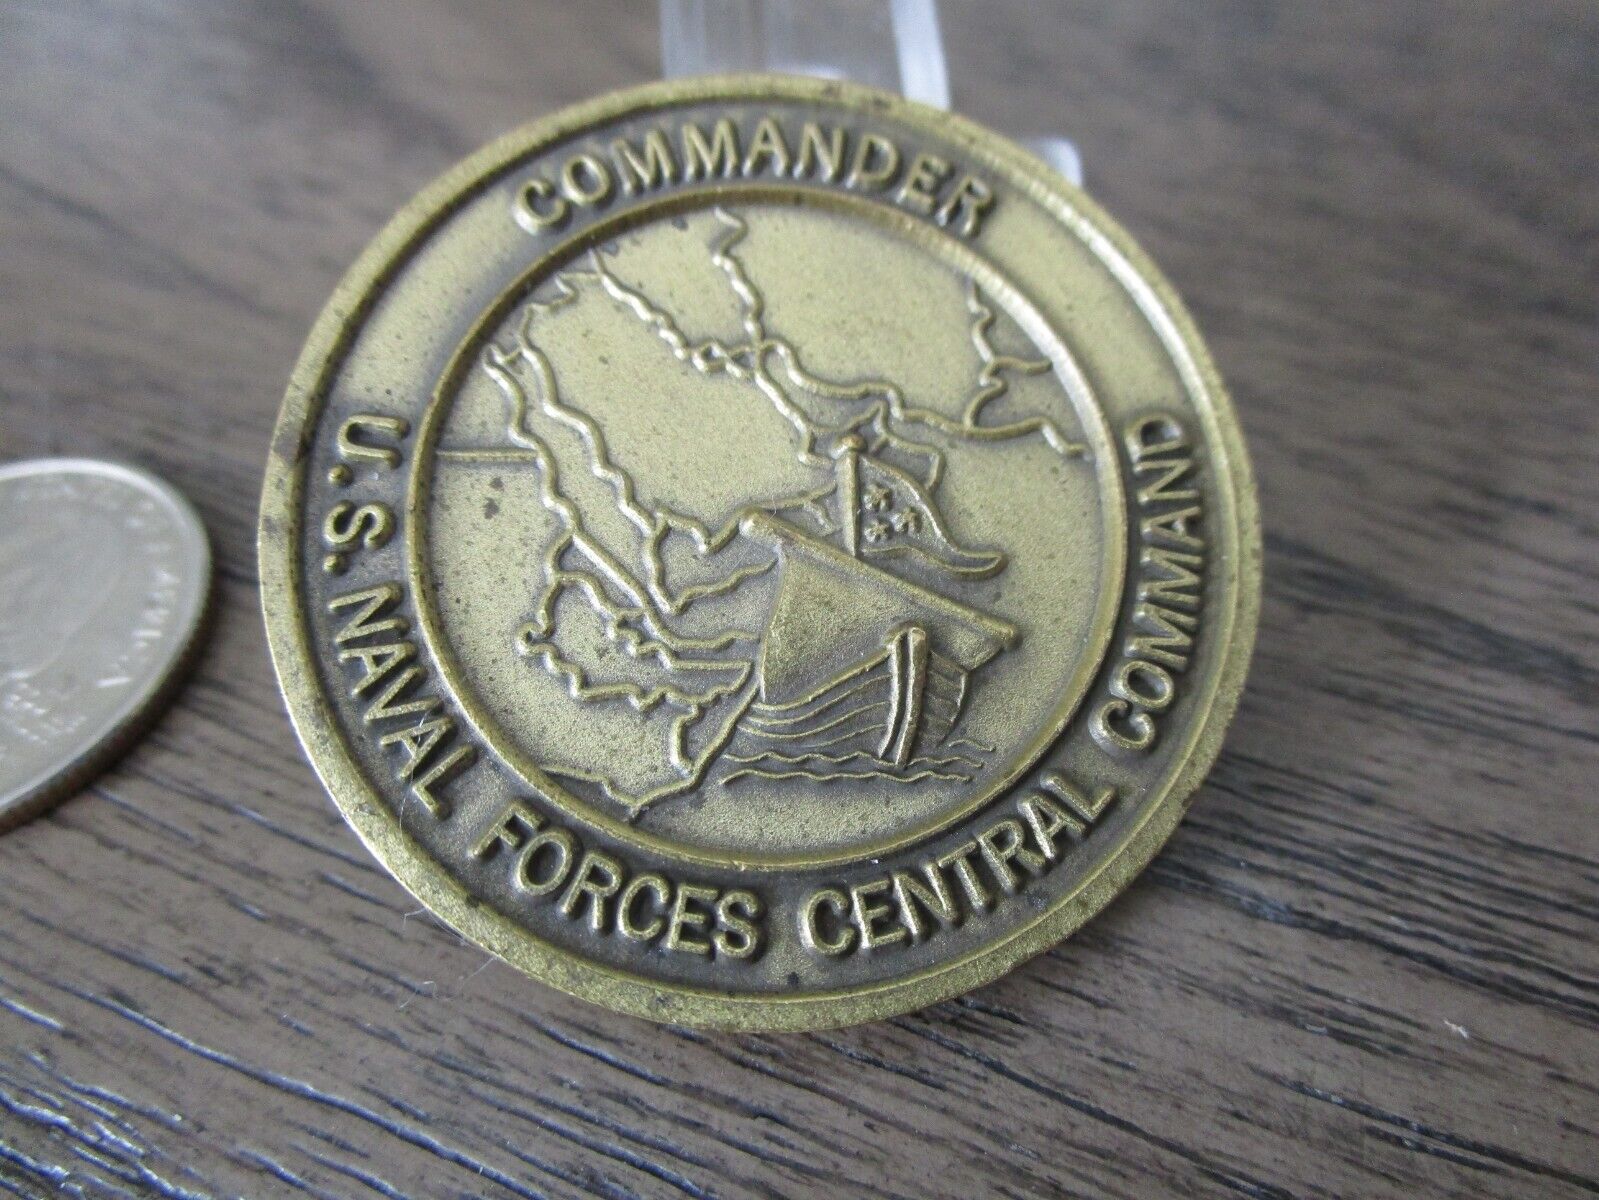 COMMANDER
U.S. NAVAL FORCES CENTRAL COMMAND